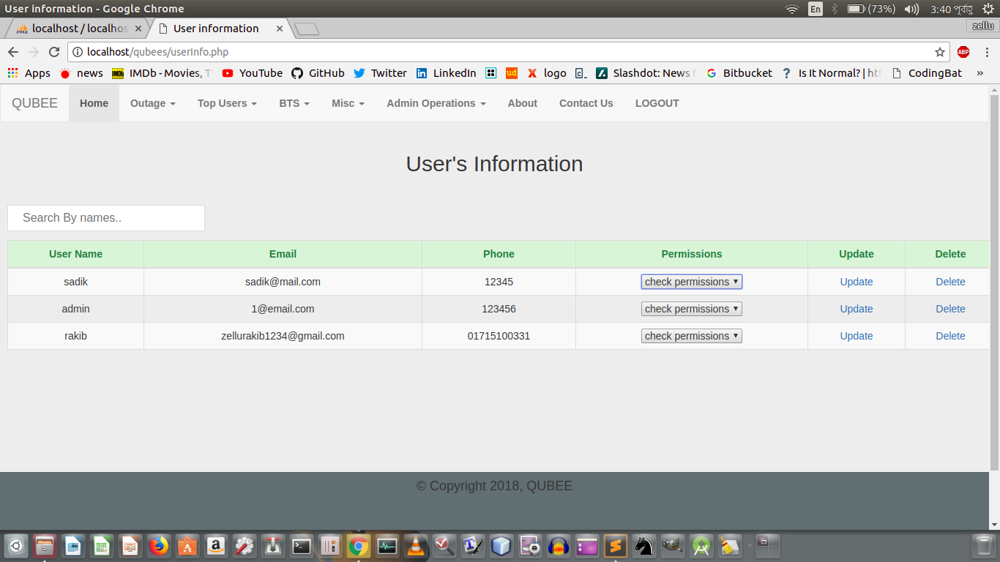 User information - Google Chrome
En (73%) 3:40 পূর্বাহ্ণ
PMA localhost / localhos User information zellu
localhost/qubees/userInfo.php ABP
Apps news IMDb IMDb - Movies, T YouTube GitHub Twitter LinkedIn ud X logo c_ Slashdot: News f Bitbucket ? Is It Normal? | htt CodingBat »
QUBEE Home Outage Top Users BTS Misc Admin Operations About Contact Us LOGOUT
User's Information
Search By names..
User Name Email Phone Permissions Update Delete
sadik sadik@mail.com 12345 check permissions Update Delete
admin 1@email.com 123456 check permissions Update Delete
rakib zellurakib1234@gmail.com 01715100331 check permissions Update Delete
© Copyright 2018, QUBEE